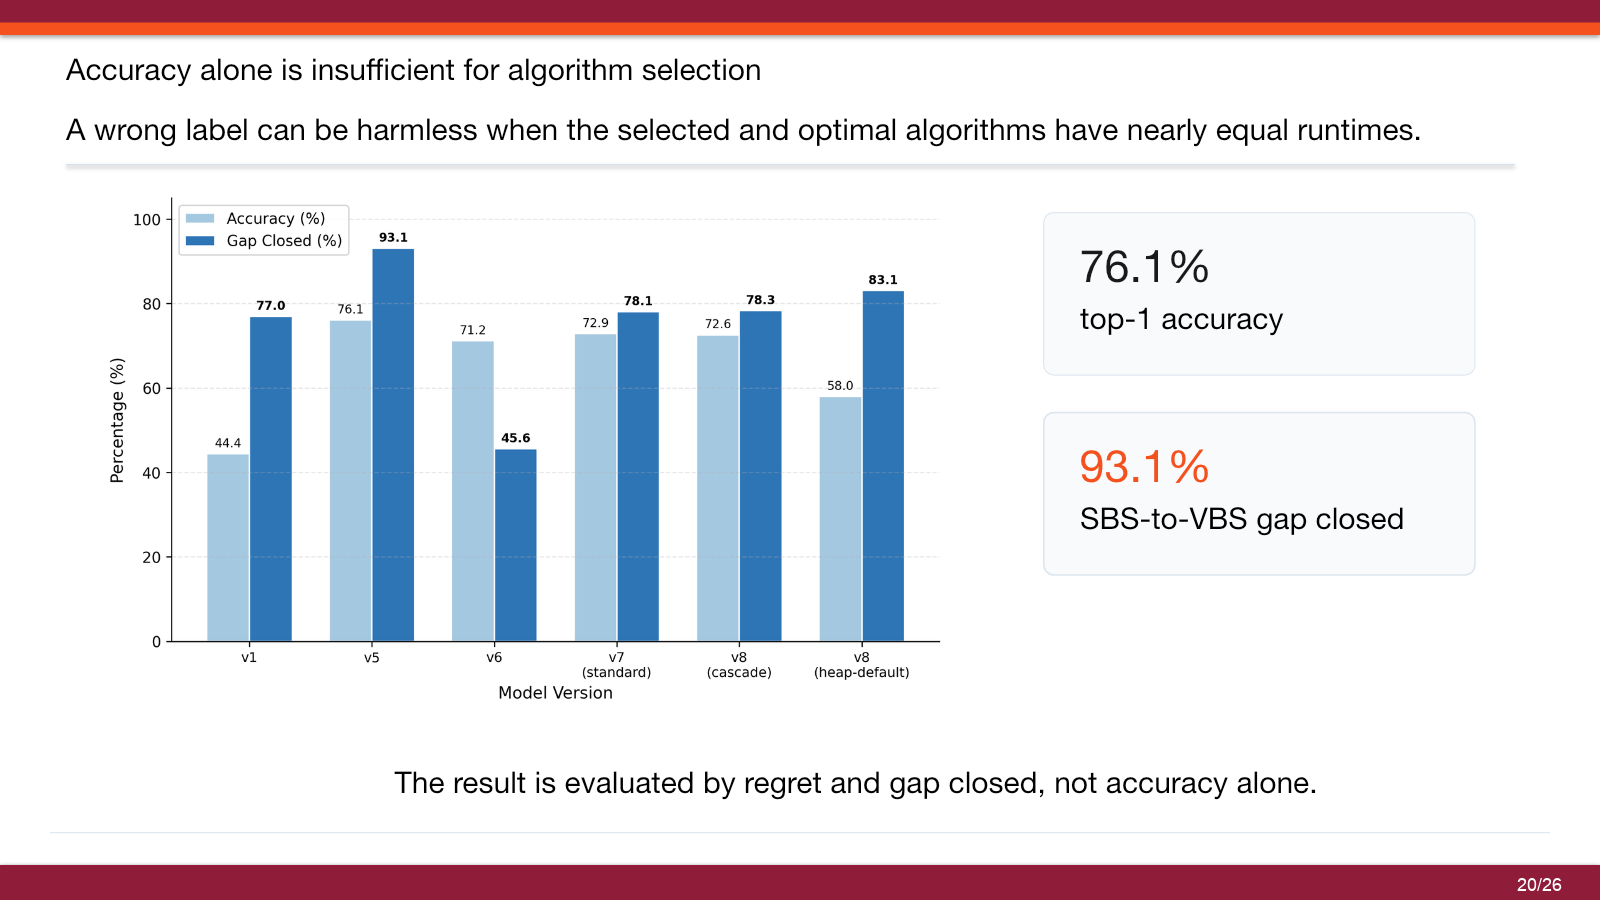 Accuracy alone is insufficient for algorithm selection
A wrong label can be harmless when the selected and optimal algorithms have nearly equal runtimes.
Accuracy (%)
Gap Closed (%)
Percentage (%)
100
80
60
40
20
0
44.4
77.0
76.1
93.1
71.2
45.6
72.9
78.1
72.6
78.3
58.0
83.1
v1
v5
v6
v7
(standard)
v8
(cascade)
v8
(heap-default)
Model Version
76.1%
top-1 accuracy
93.1%
SBS-to-VBS gap closed
The result is evaluated by regret and gap closed, not accuracy alone.
20/26